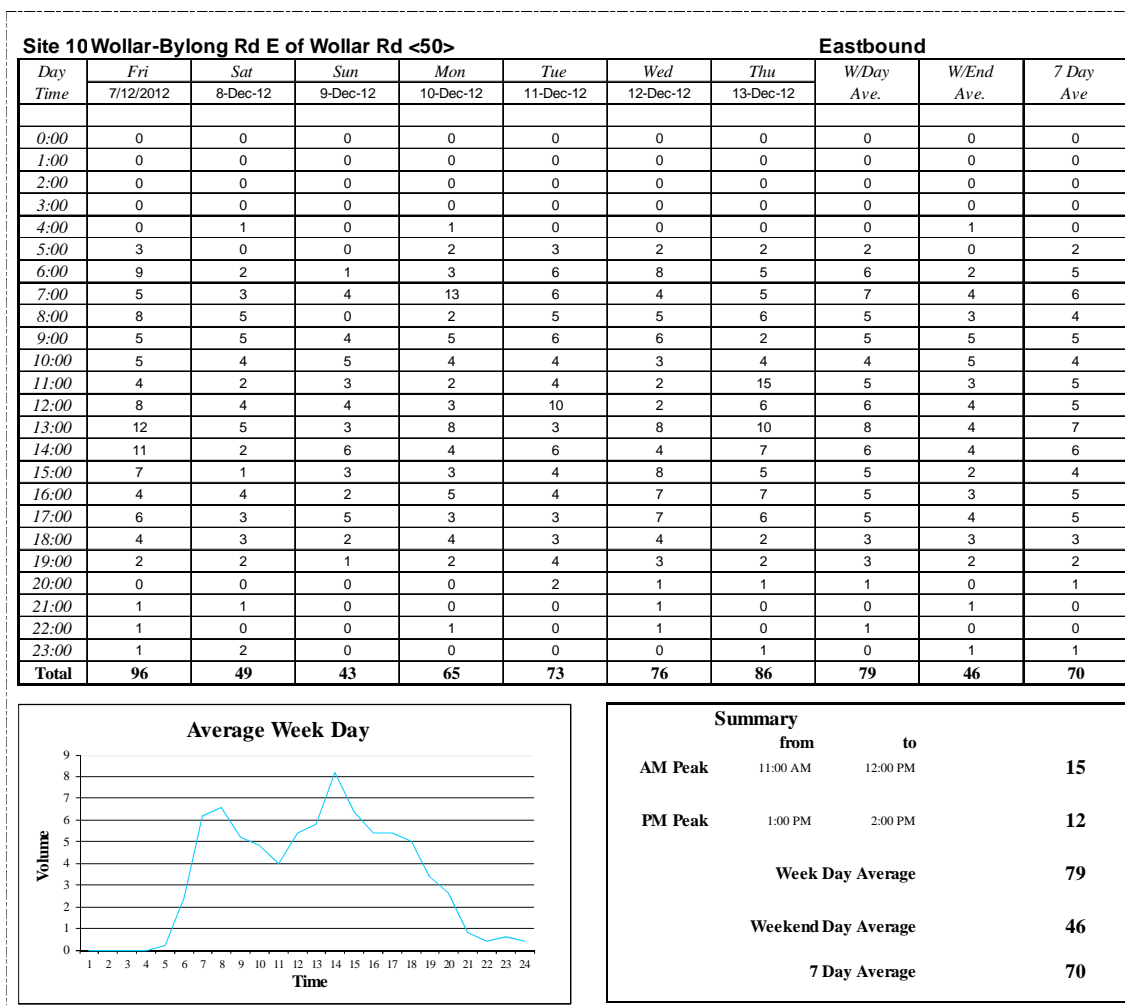 Site 10 Wollar-Bylong Rd E of Wollar Rd <50> Eastbound
Day Fri Sat Sun Mon Tue Wed Thu W/Day W/End 7 Day
Time 7/12/2012 8-Dec-12 9-Dec-12 10-Dec-12 11-Dec-12 12-Dec-12 13-Dec-12 Ave. Ave. Ave
0:00 0 0 0 0 0 0 0 0 0 0
1:00 0 0 0 0 0 0 0 0 0 0
2:00 0 0 0 0 0 0 0 0 0 0
3:00 0 0 0 0 0 0 0 0 0 0
4:00 0 1 0 1 0 0 0 0 1 0
5:00 3 0 0 2 3 2 2 2 0 2
6:00 9 2 1 3 6 8 5 6 2 5
7:00 5 3 4 13 6 4 5 7 4 6
8:00 8 5 0 2 5 5 6 5 3 4
9:00 5 5 4 5 6 6 2 5 5 5
10:00 5 4 5 4 4 3 4 4 5 4
11:00 4 2 3 2 4 2 15 5 3 5
12:00 8 4 4 3 10 2 6 6 4 5
13:00 12 5 3 8 3 8 10 8 4 7
14:00 11 2 6 4 6 4 7 6 4 6
15:00 7 1 3 3 4 8 5 5 2 4
16:00 4 4 2 5 4 7 7 5 3 5
17:00 6 3 5 3 3 7 6 5 4 5
18:00 4 3 2 4 3 4 2 3 3 3
19:00 2 2 1 2 4 3 2 3 2 2
20:00 0 0 0 0 2 1 1 1 0 1
21:00 1 1 0 0 0 1 0 0 1 0
22:00 1 0 0 1 0 1 0 1 0 0
23:00 1 2 0 0 0 0 1 0 1 1
Total 96 49 43 65 73 76 86 79 46 70
Average Week Day
9
8
7
6
5
4
3
2
1
0
Volume
1 2 3 4 5 6 7 8 9 10 11 12 13 14 15 16 17 18 19 20 21 22 23 24
Time
Summary
from to
AM Peak 11:00 AM 12:00 PM 15
PM Peak 1:00 PM 2:00 PM 12
Week Day Average 79
Weekend Day Average 46
7 Day Average 70